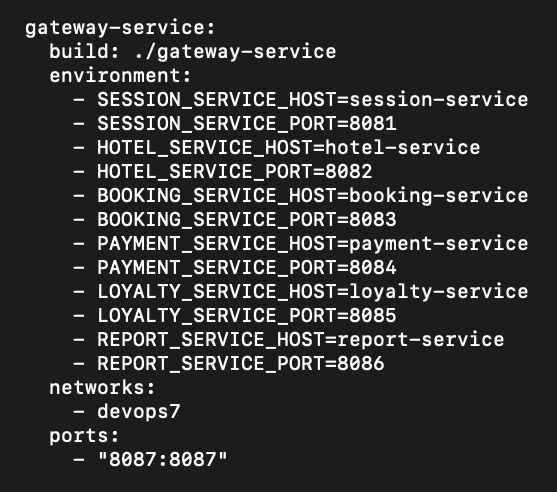 gateway-service:
  build: ./gateway-service
  environment:
    - SESSION_SERVICE_HOST=session-service
    - SESSION_SERVICE_PORT=8081
    - HOTEL_SERVICE_HOST=hotel-service
    - HOTEL_SERVICE_PORT=8082
    - BOOKING_SERVICE_HOST=booking-service
    - BOOKING_SERVICE_PORT=8083
    - PAYMENT_SERVICE_HOST=payment-service
    - PAYMENT_SERVICE_PORT=8084
    - LOYALTY_SERVICE_HOST=loyalty-service
    - LOYALTY_SERVICE_PORT=8085
    - REPORT_SERVICE_HOST=report-service
    - REPORT_SERVICE_PORT=8086
  networks:
    - devops7
  ports:
    - "8087:8087"